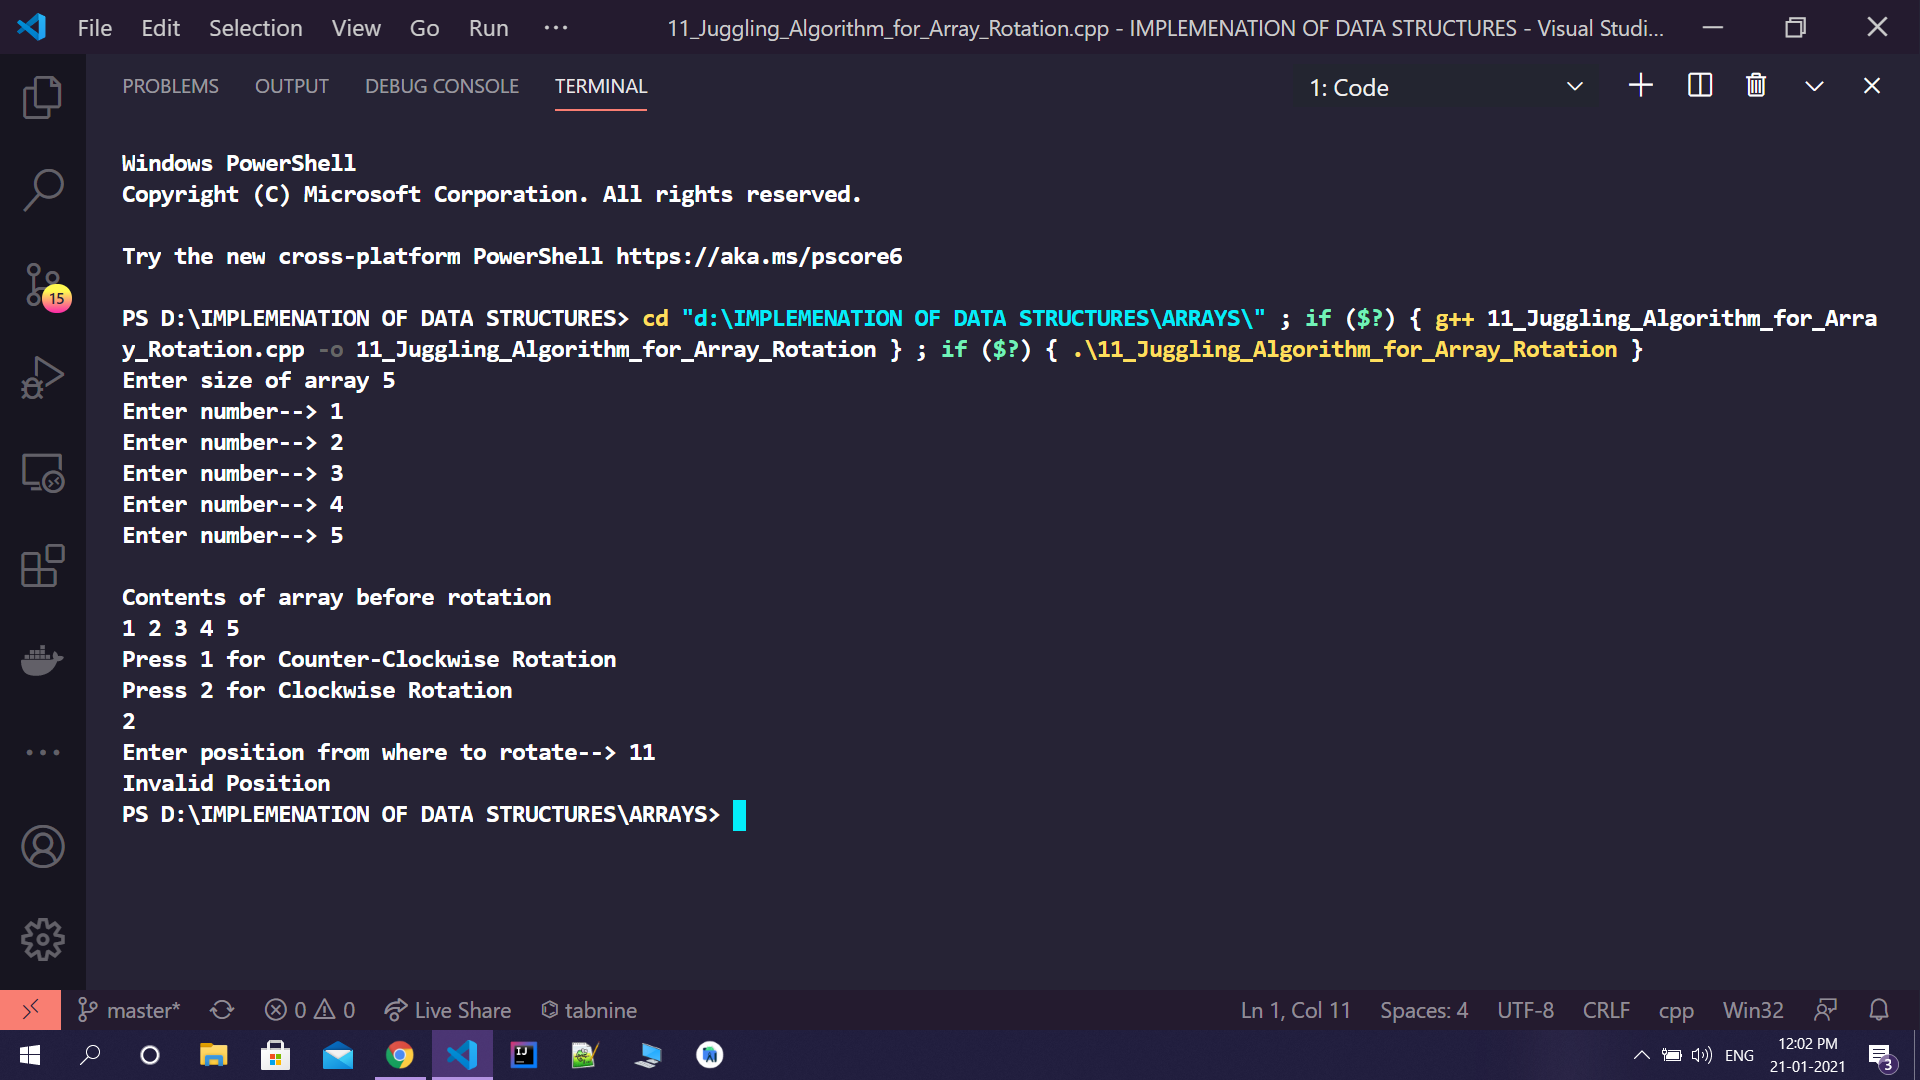 File Edit Selection View Go Run ··· 11_Juggling_Algorithm_for_Array_Rotation.cpp - IMPLEMENATION OF DATA STRUCTURES - Visual Studi...
PROBLEMS OUTPUT DEBUG CONSOLE TERMINAL 1: Code
Windows PowerShell
Copyright (C) Microsoft Corporation. All rights reserved.
Try the new cross-platform PowerShell https://aka.ms/pscore6
PS D:\IMPLEMENATION OF DATA STRUCTURES> cd "d:\IMPLEMENATION OF DATA STRUCTURES\ARRAYS\" ; if ($?) { g++ 11_Juggling_Algorithm_for_Arra
y_Rotation.cpp -o 11_Juggling_Algorithm_for_Array_Rotation } ; if ($?) { .\11_Juggling_Algorithm_for_Array_Rotation }
Enter size of array 5
Enter number--> 1
Enter number--> 2
Enter number--> 3
Enter number--> 4
Enter number--> 5
Contents of array before rotation
1 2 3 4 5
Press 1 for Counter-Clockwise Rotation
Press 2 for Clockwise Rotation
2
Enter position from where to rotate--> 11
Invalid Position
PS D:\IMPLEMENATION OF DATA STRUCTURES\ARRAYS>
15
master* 0 0 Live Share tabnine Ln 1, Col 11 Spaces: 4 UTF-8 CRLF cpp Win32
IJ ENG 12:02 PM
21-01-2021 3